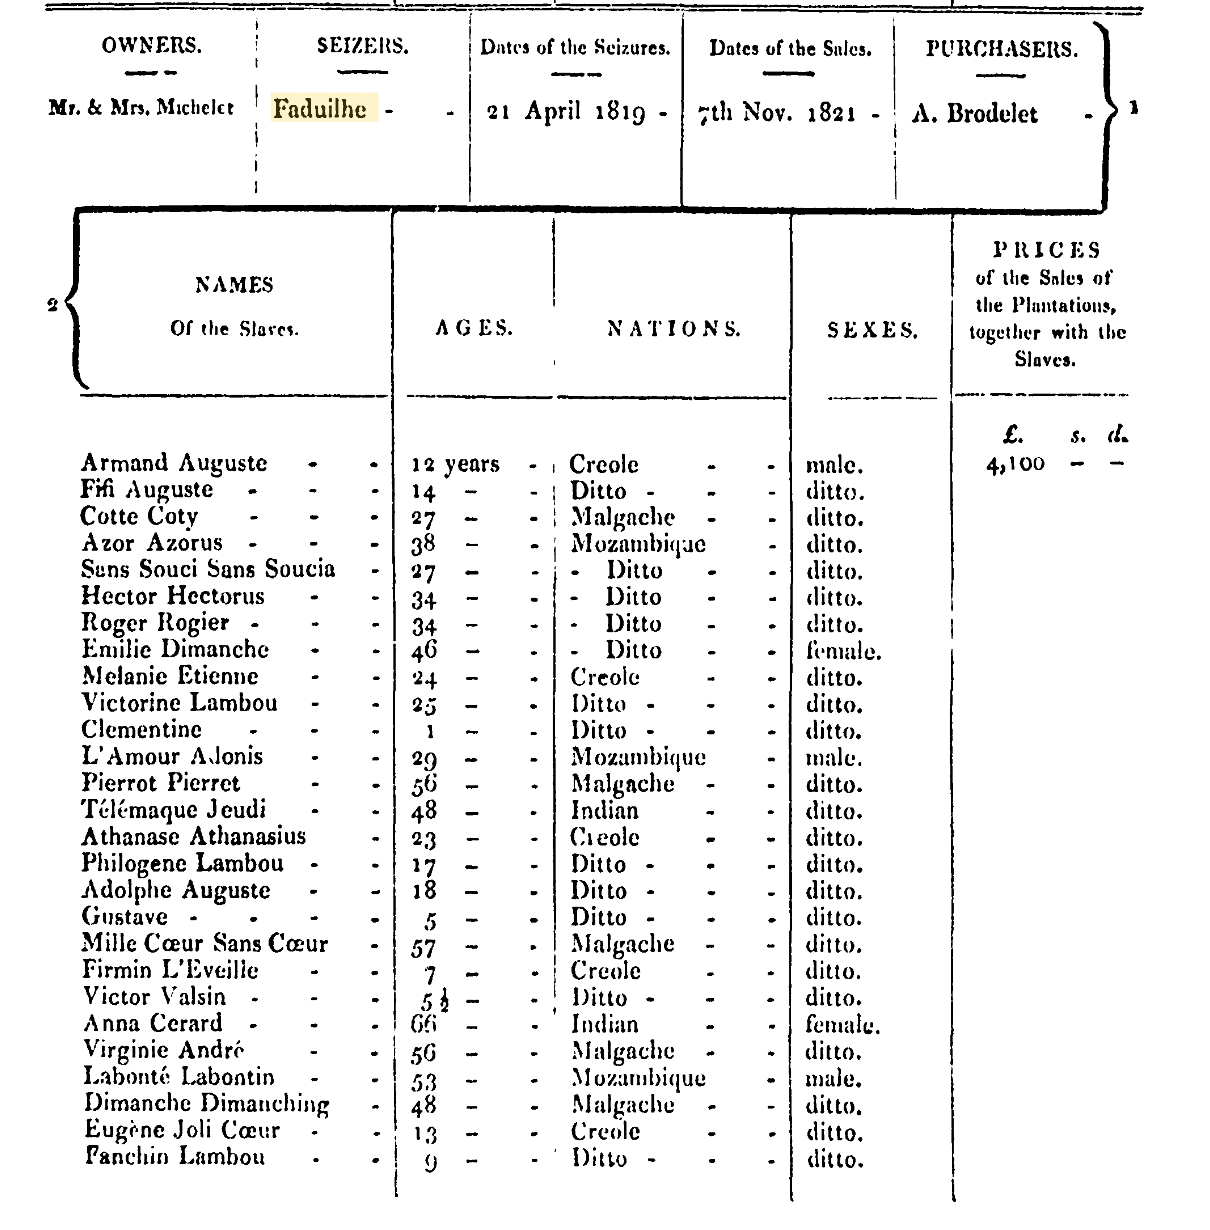 OWNERS. SEIZERS. Dates of the Seizures. Dates of the Sales. PURCHASERS.
Mr. & Mrs. Michelet Faduilhe - - 21 April 1819 - 7th Nov. 1821 - A. Brodelet - 1
NAMES
Of the Slaves.
AGES. NATIONS. SEXES.
PRICES
of the Sales of
the Plantations,
together with the
Slaves.
2
£. s. d.
Armand Auguste - - 12 years - Creole - - male. 4,100 – –
Fifi Auguste - - - 14 – - Ditto - - - ditto.
Cotte Coty - - - 27 – - Malgache - - ditto.
Azor Azorus - - - 38 – - Mozambique - ditto.
Sans Souci Sans Soucia - 27 – - - Ditto - - ditto.
Hector Hectorus - - 34 – - - Ditto - - ditto.
Roger Rogier - - - 34 – - - Ditto - - ditto.
Emilie Dimanche - - 46 – - - Ditto - - female.
Melanie Etienne - - 24 – - Creole - - ditto.
Victorine Lambou - - 25 – - Ditto - - - ditto.
Clementine - - - 1 – - Ditto - - - ditto.
L'Amour Adonis - - 29 – - Mozambique - male.
Pierrot Pierret - - 56 – - Malgache - - ditto.
Télémaque Jeudi - - 48 – - Indian - - ditto.
Athanase Athanasius - 23 – - Creole - - ditto.
Philogene Lambou - - 17 – - Ditto - - - ditto.
Adolphe Auguste - - 18 – - Ditto - - - ditto.
Gustave - - - - 5 – - Ditto - - - ditto.
Mille Cœur Sans Cœur - 57 – - Malgache - - ditto.
Firmin L'Eveille - - 7 – - Creole - - ditto.
Victor Valsin - - - 5½ – - Ditto - - - ditto.
Anna Cerard - - - 66 – - Indian - - female.
Virginie André - - 56 – - Malgache - - ditto.
Labonté Labontin - - 53 – - Mozambique - male.
Dimanche Dimanching - 48 – - Malgache - - ditto.
Eugène Joli Cœur - - 13 – - Creole - - ditto.
Fanchin Lambou - - 9 – - Ditto - - - ditto.